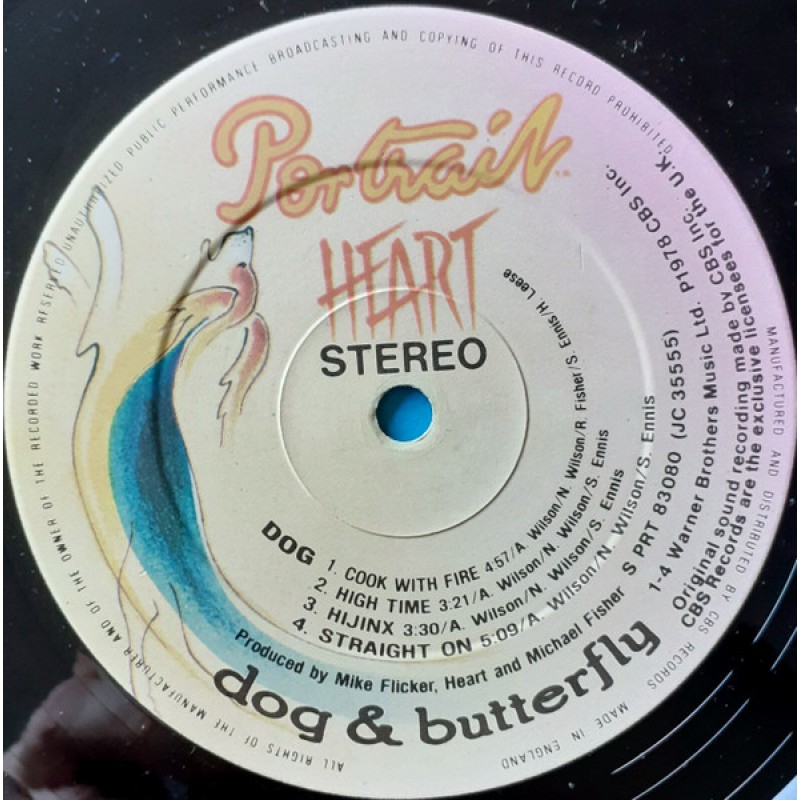 Portrait
HEART
STEREO
DOG
1. COOK WITH FIRE 4:57/A. Wilson/N. Wilson/R. Fisher/S. Ennis/H. Leese
2. HIGH TIME 3:21/A. Wilson/N. Wilson/S. Ennis
3. HIJINX 3:30/A. Wilson/N. Wilson/S. Ennis
4. STRAIGHT ON 5:09/A. Wilson/N. Wilson/S. Ennis
Produced by Mike Flicker, Heart and Michael Fisher
S PRT 83080 (JC 35555)
1-4 Warner Brothers Music Ltd. P1978 CBS Inc.
Original sound recording made by CBS Inc.
CBS Records are the exclusive licensees for the U.K.
dog & butterfly
ALL RIGHTS OF THE MANUFACTURER AND OF THE OWNER OF THE RECORDED WORK RESERVED UNAUTHORIZED PUBLIC PERFORMANCE BROADCASTING AND COPYING OF THIS RECORD PROHIBITED
MANUFACTURED AND DISTRIBUTED BY CBS RECORDS MADE IN ENGLAND